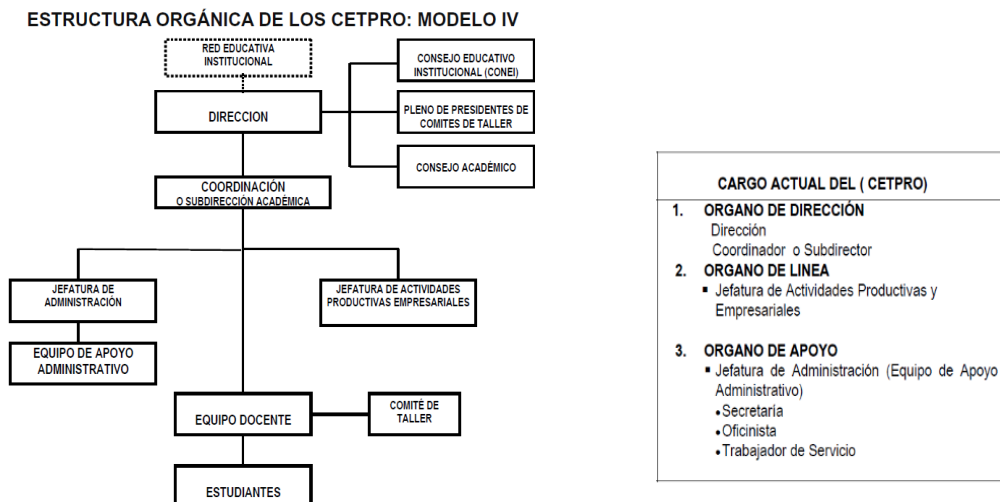 ESTRUCTURA ORGÁNICA DE LOS CETPRO: MODELO IV
RED EDUCATIVA
INSTITUCIONAL
CONSEJO EDUCATIVO
INSTITUCIONAL (CONEI)
DIRECCION
PLENO DE PRESIDENTES DE
COMITES DE TALLER
CONSEJO ACADÉMICO
COORDINACIÓN
O SUBDIRECCIÓN ACADÉMICA
JEFATURA DE
ADMINISTRACIÓN
JEFATURA DE ACTIVIDADES
PRODUCTIVAS EMPRESARIALES
EQUIPO DE APOYO
ADMINISTRATIVO
EQUIPO DOCENTE
COMITÉ DE
TALLER
ESTUDIANTES
CARGO ACTUAL DEL ( CETPRO)
1. ORGANO DE DIRECCIÓN
Dirección
Coordinador o Subdirector
2. ORGANO DE LINEA
▪ Jefatura de Actividades Productivas y
Empresariales
3. ORGANO DE APOYO
▪ Jefatura de Administración (Equipo de Apoyo
Administrativo)
• Secretaría
• Oficinista
• Trabajador de Servicio